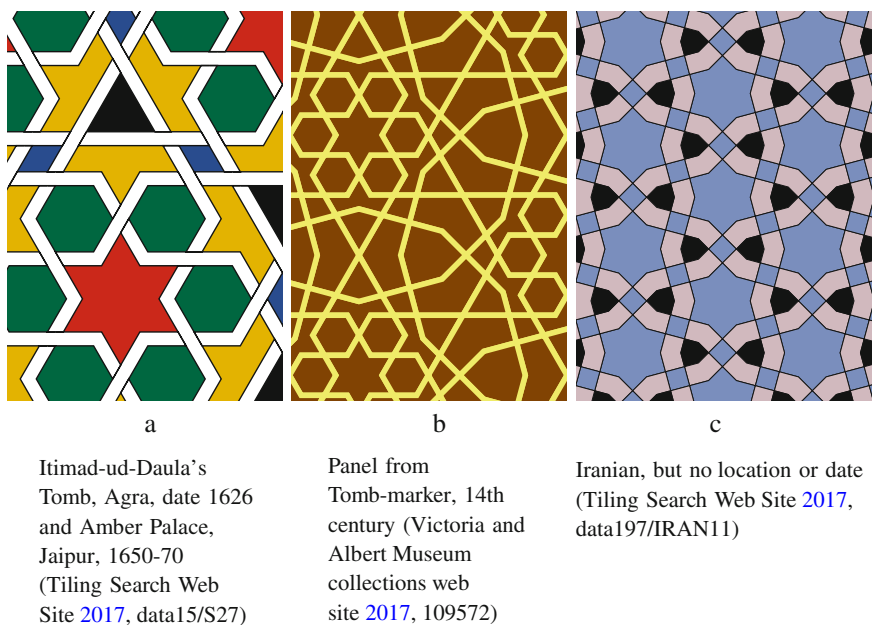 a
b
c
Itimad-ud-Daula's
Tomb, Agra, date 1626
and Amber Palace,
Jaipur, 1650-70
(Tiling Search Web
Site 2017, data15/S27)
Panel from
Tomb-marker, 14th
century (Victoria and
Albert Museum
collections web
site 2017, 109572)
Iranian, but no location or date
(Tiling Search Web Site 2017,
data197/IRAN11)